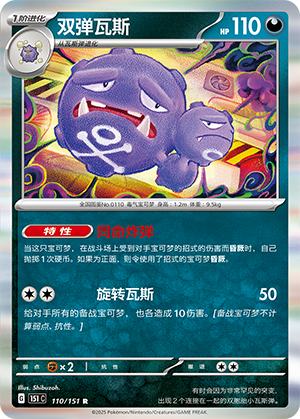 1阶进化
双弹瓦斯
HP 110
从瓦斯弹进化
全国图鉴No.0110 毒气宝可梦 身高：1.2m 体重：9.5kg
特性
当这只宝可梦，在战斗场上受到对手宝可梦的招式的伤害而昏厥时，自己
抛掷1次硬币。如果为正面，则令使用了招式的宝可梦昏厥。
旋转瓦斯 50
给对手所有的备战宝可梦，也各造成10伤害。[备战宝可梦不计
算弱点、抗性。]
弱点 ×2 抗性 撤退
Illus. Shibuzoh.
G 151 C 110/151 R
有时会因为非常罕见的突变，
出现2个连接在一起的双胞胎小瓦斯弹。
©2025 Pokémon/Nintendo/Creatures/GAME FREAK.